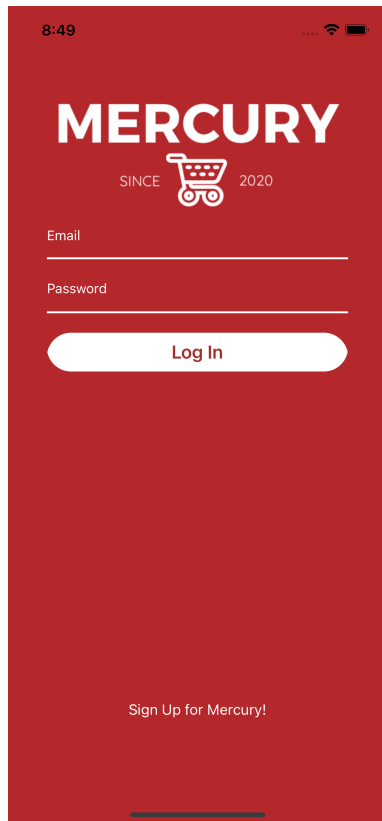 8:49
MERCURY
SINCE 2020
Email
Password
Log In
Sign Up for Mercury!